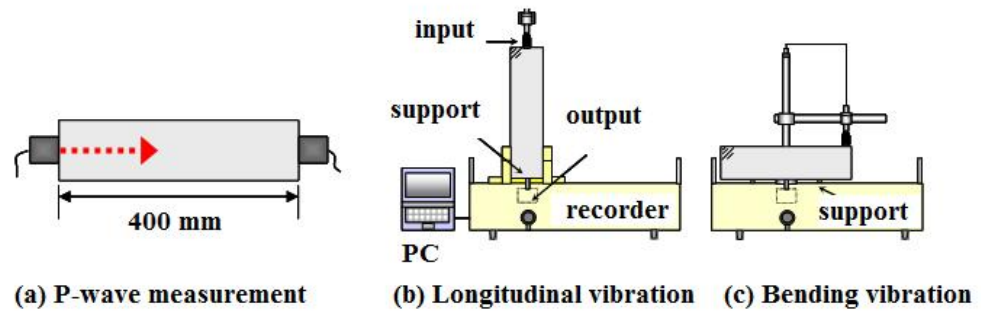 400 mm
(a) P-wave measurement
input
support
output
recorder
PC
(b) Longitudinal vibration
support
(c) Bending vibration